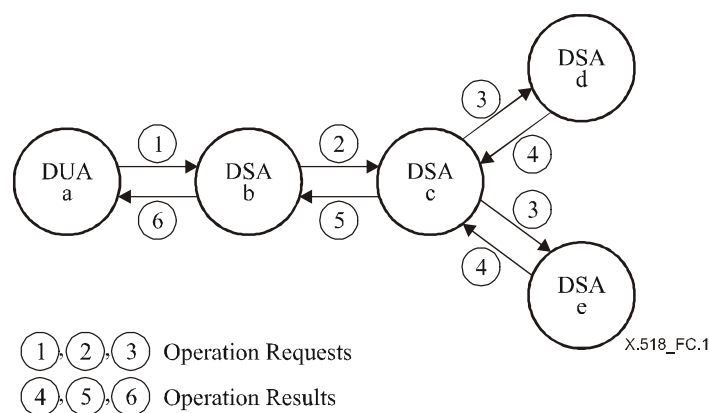 DSA
d
3
4
1
2
DUA
a
DSA
b
DSA
c
6
5
3
4
DSA
e
X.518_FC.1
1, 2, 3 Operation Requests
4, 5, 6 Operation Results